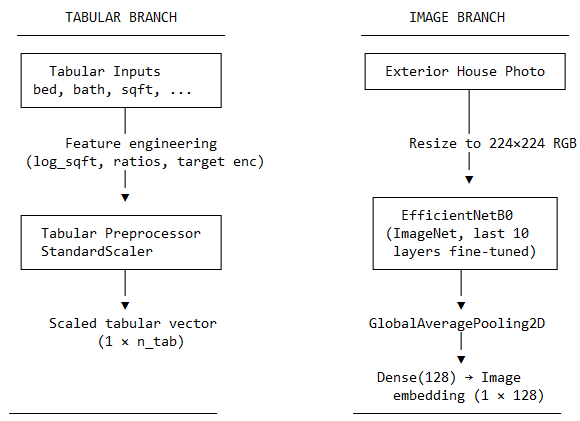 TABULAR BRANCH
Tabular Inputs
bed, bath, sqft, ...
Feature engineering
(log_sqft, ratios, target enc)
Tabular Preprocessor
StandardScaler
Scaled tabular vector
(1 × n_tab)
IMAGE BRANCH
Exterior House Photo
Resize to 224×224 RGB
EfficientNetB0
(ImageNet, last 10
layers fine-tuned)
GlobalAveragePooling2D
Dense(128) → Image
embedding (1 × 128)